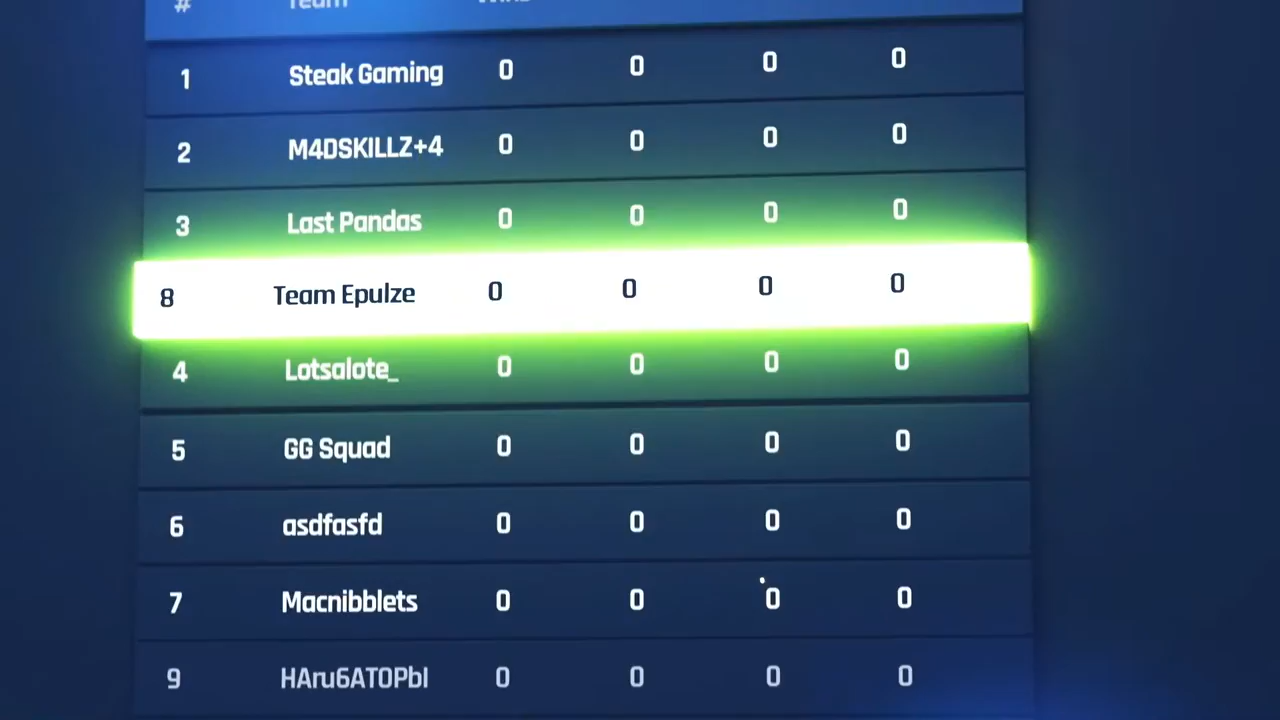 # Team
1 Steak Gaming 0 0 0 0
2 M4DSKILLZ+4 0 0 0 0
3 Last Pandas 0 0 0 0
8 Team Epulze 0 0 0 0
4 Lotsalote_ 0 0 0 0
5 GG Squad 0 0 0 0
6 asdfasfd 0 0 0 0
7 Macnibblets 0 0 0 0
9 HAru6AT0PbI 0 0 0 0